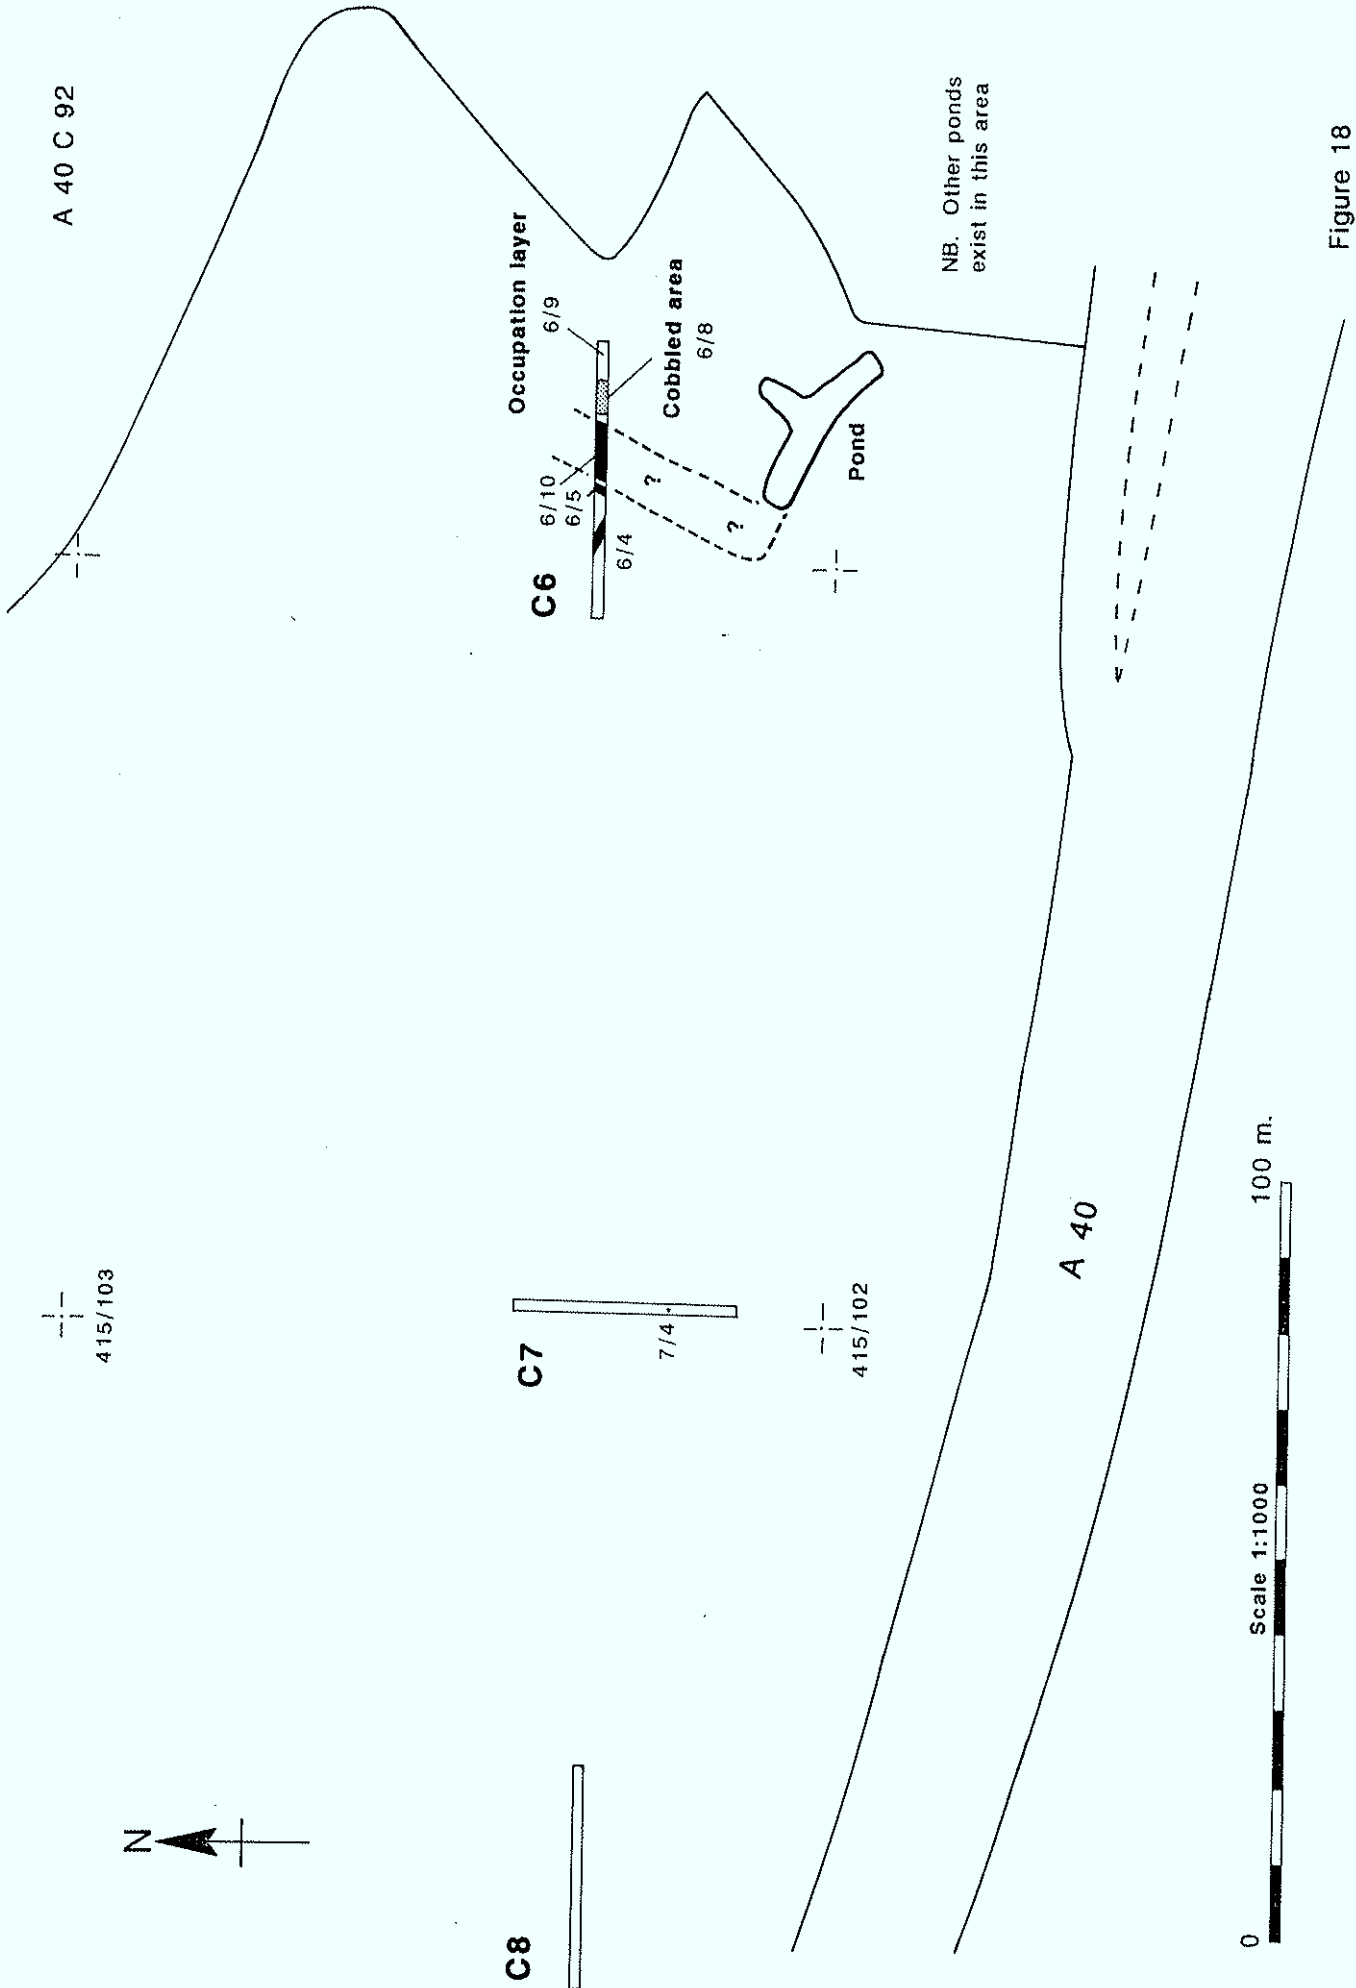 A 40 C 92
N
415/103
415/102
C8
C7
7/4
C6
6/4
6/5
6/10
Occupation layer
6/9
Cobbled area
6/8
?
?
Pond
NB. Other ponds
exist in this area
A 40
Scale 1:1000
0
100 m.
Figure 18